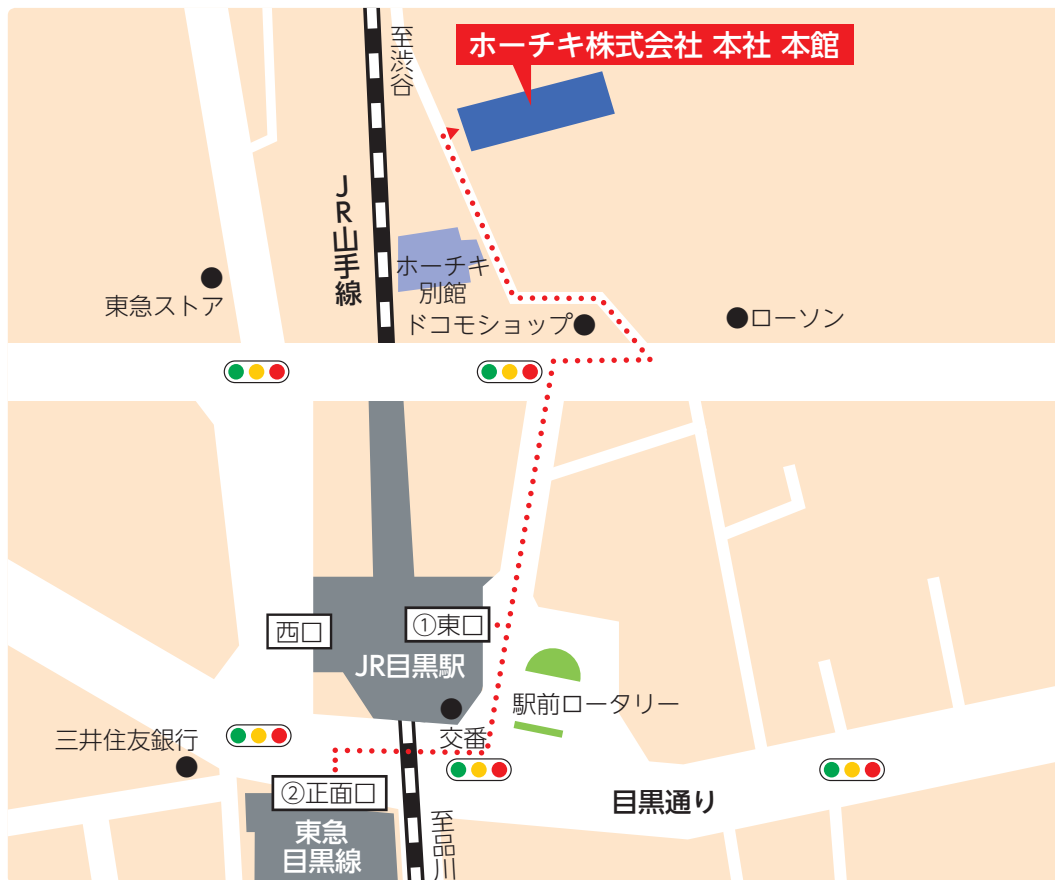 ホーチキ株式会社 本社 本館
至渋谷
JR山手線
ホーチキ
別館
東急ストア
ドコモショップ
ローソン
西口
①東口
JR目黒駅
駅前ロータリー
交番
三井住友銀行
②正面口
目黒通り
東急
目黒線
至品川